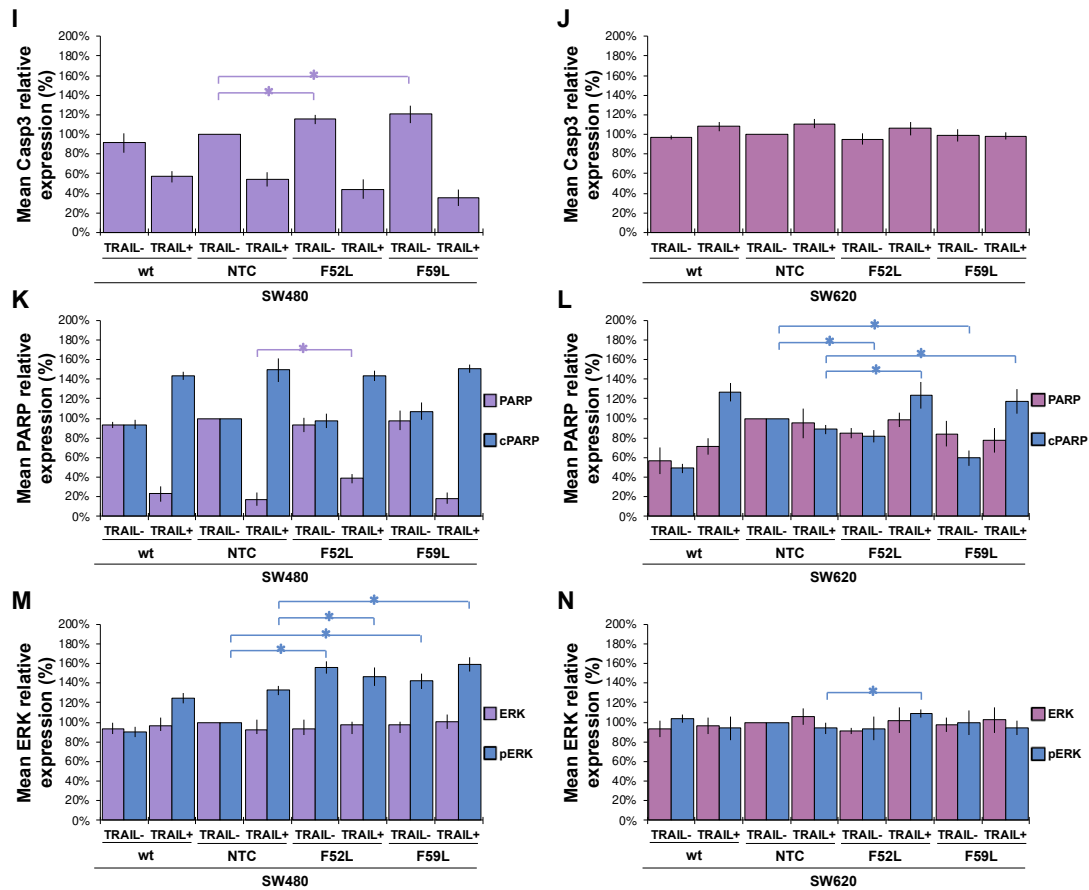 I
Mean Casp3 relative
expression (%)
200%
180%
160%
140%
120%
100%
80%
60%
40%
20%
0%
*
*
TRAIL- TRAIL+ TRAIL- TRAIL+ TRAIL- TRAIL+ TRAIL- TRAIL+
wt NTC F52L F59L
SW480
J
Mean Casp3 relative
expression (%)
200%
180%
160%
140%
120%
100%
80%
60%
40%
20%
0%
TRAIL- TRAIL+ TRAIL- TRAIL+ TRAIL- TRAIL+ TRAIL- TRAIL+
wt NTC F52L F59L
SW620
K
Mean PARP relative
expression (%)
200%
180%
160%
140%
120%
100%
80%
60%
40%
20%
0%
*
PARP
cPARP
TRAIL- TRAIL+ TRAIL- TRAIL+ TRAIL- TRAIL+ TRAIL- TRAIL+
wt NTC F52L F59L
SW480
L
Mean PARP relative
expression (%)
200%
180%
160%
140%
120%
100%
80%
60%
40%
20%
0%
*
*
*
*
PARP
cPARP
TRAIL- TRAIL+ TRAIL- TRAIL+ TRAIL- TRAIL+ TRAIL- TRAIL+
wt NTC F52L F59L
SW620
M
Mean ERK relative
expression (%)
200%
180%
160%
140%
120%
100%
80%
60%
40%
20%
0%
*
*
*
*
ERK
pERK
TRAIL- TRAIL+ TRAIL- TRAIL+ TRAIL- TRAIL+ TRAIL- TRAIL+
wt NTC F52L F59L
SW480
N
Mean ERK relative
expression (%)
200%
180%
160%
140%
120%
100%
80%
60%
40%
20%
0%
*
ERK
pERK
TRAIL- TRAIL+ TRAIL- TRAIL+ TRAIL- TRAIL+ TRAIL- TRAIL+
wt NTC F52L F59L
SW620